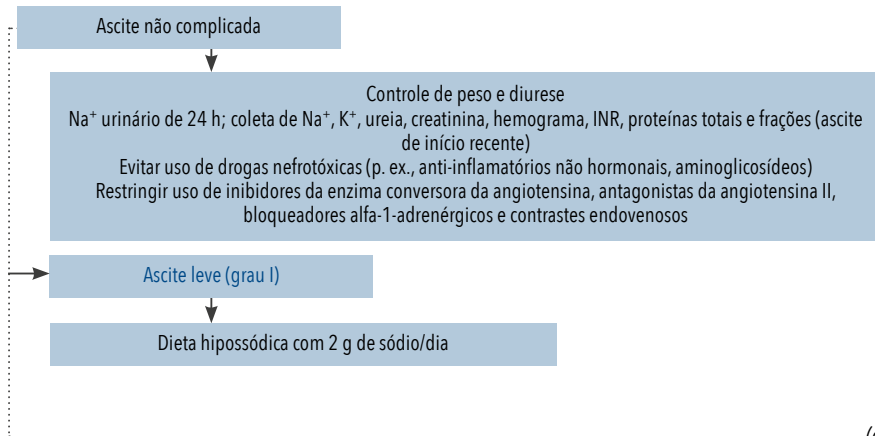 Ascite não complicada
Controle de peso e diurese
Na⁺ urinário de 24 h; coleta de Na⁺, K⁺, ureia, creatinina, hemograma, INR, proteínas totais e frações (ascite
de início recente)
Evitar uso de drogas nefrotóxicas (p. ex., anti-inflamatórios não hormonais, aminoglicosídeos)
Restringir uso de inibidores da enzima conversora da angiotensina, antagonistas da angiotensina II,
bloqueadores alfa-1-adrenérgicos e contrastes endovenosos
Ascite leve (grau I)
Dieta hipossódica com 2 g de sódio/dia